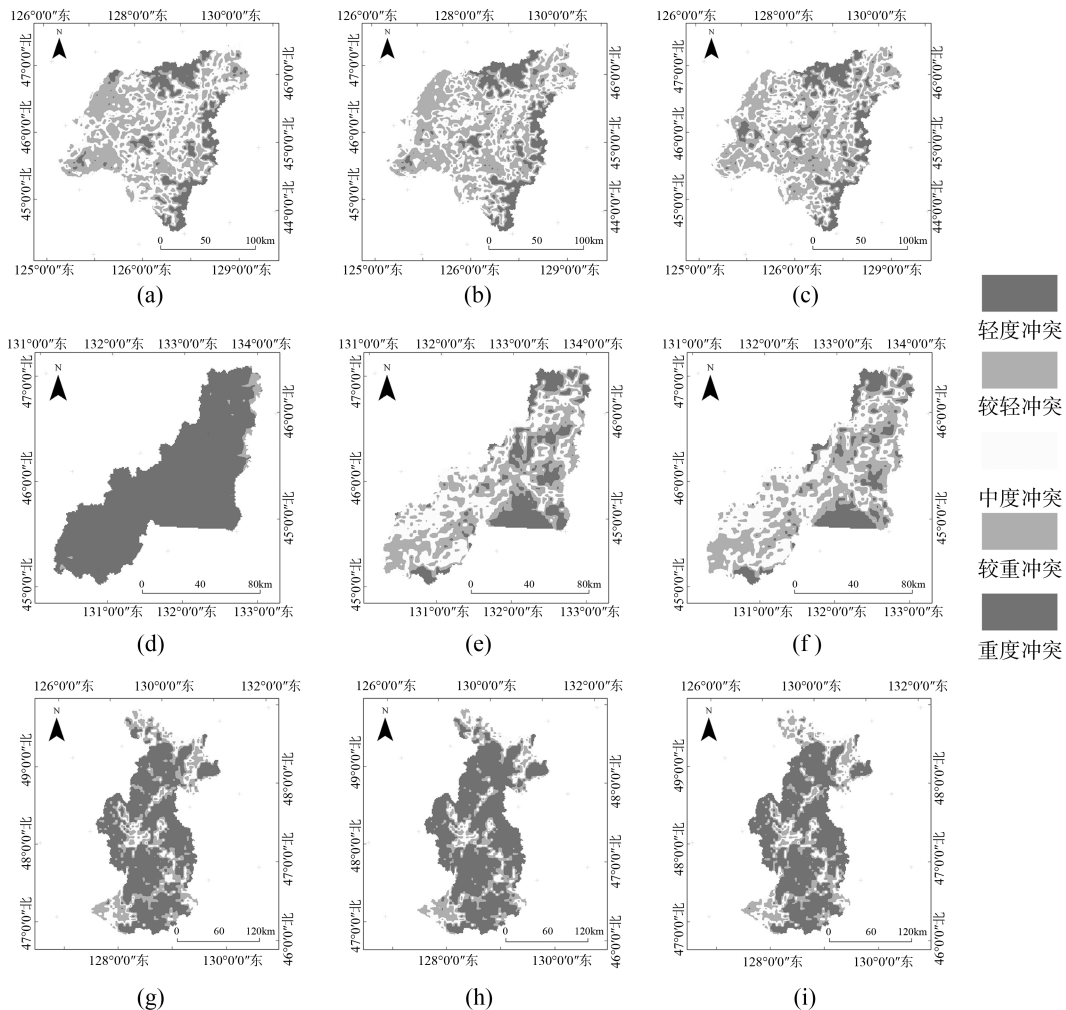 126°0′0″东 128°0′0″东 130°0′0″东
126°0′0″东 128°0′0″东 130°0′0″东
126°0′0″东 128°0′0″东 130°0′0″东
N
47°0′0″北
46°0′0″北
45°0′0″北
46°0′0″北
45°0′0″北
44°0′0″北
0 50 100km
125°0′0″东 126°0′0″东 129°0′0″东
(a)
N
47°0′0″北
46°0′0″北
45°0′0″北
46°0′0″北
45°0′0″北
44°0′0″北
0 50 100km
125°0′0″东 126°0′0″东 129°0′0″东
(b)
N
47°0′0″北
46°0′0″北
45°0′0″北
46°0′0″北
45°0′0″北
44°0′0″北
0 50 100km
125°0′0″东 126°0′0″东 129°0′0″东
(c)
131°0′0″东 132°0′0″东 133°0′0″东 134°0′0″东
131°0′0″东 132°0′0″东 133°0′0″东 134°0′0″东
131°0′0″东 132°0′0″东 133°0′0″东 134°0′0″东
N
47°0′0″北
46°0′0″北
45°0′0″北
46°0′0″北
45°0′0″北
0 40 80km
131°0′0″东 132°0′0″东 133°0′0″东
(d)
N
47°0′0″北
46°0′0″北
45°0′0″北
46°0′0″北
45°0′0″北
0 40 80km
131°0′0″东 132°0′0″东 133°0′0″东
(e)
N
47°0′0″北
46°0′0″北
45°0′0″北
46°0′0″北
45°0′0″北
0 40 80km
131°0′0″东 132°0′0″东 133°0′0″东
(f )
126°0′0″东 130°0′0″东 132°0′0″东
126°0′0″东 130°0′0″东 132°0′0″东
126°0′0″东 130°0′0″东 132°0′0″东
N
49°0′0″北
48°0′0″北
47°0′0″北
48°0′0″北
47°0′0″北
46°0′0″北
0 60 120km
128°0′0″东 130°0′0″东
(g)
N
49°0′0″北
48°0′0″北
47°0′0″北
48°0′0″北
47°0′0″北
46°0′0″北
0 60 120km
128°0′0″东 130°0′0″东
(h)
N
49°0′0″北
48°0′0″北
47°0′0″北
48°0′0″北
47°0′0″北
46°0′0″北
0 60 120km
128°0′0″东 130°0′0″东
(i)
轻度冲突
较轻冲突
中度冲突
较重冲突
重度冲突